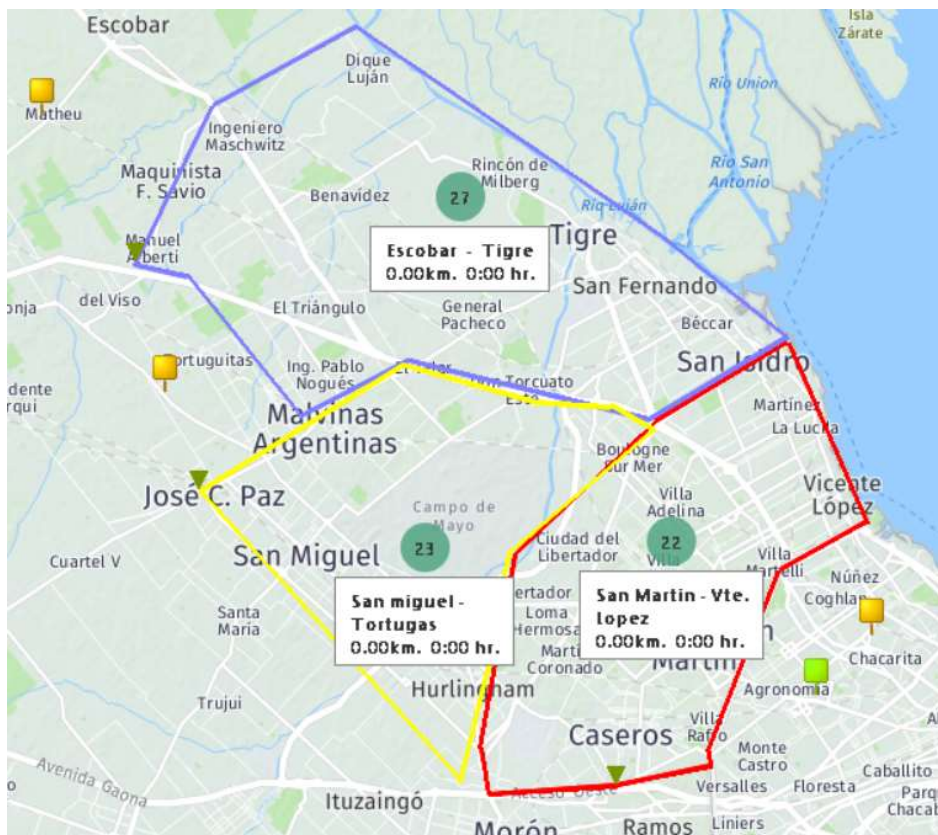 Escobar
Isla
Zárate
Dique
Luján
Matheu
Río Union
Ingeniero
Maschwitz
Maquinista
F. Savio
Rincón de
Milberg
Río San
Antonio
Benavídez
27
Río Luján
Manuel
Alberti
Escobar - Tigre
0.00km. 0:00 hr.
Tigre
del Viso
El Triángulo
General
Pacheco
San Fernando
Béccar
Ing. Pablo
Nogués
El Talar
Don Torcuato
Este
San Isidro
Malvinas
Argentinas
Martínez
La Lucila
Boulogne
Sur Mer
José C. Paz
Campo de
Mayo
Villa
Adelina
Vicente
López
Cuartel V
San Miguel
23
Ciudad del
Libertador
22
Villa
Villa
Martelli
Núñez
Coghlan
San miguel -
Tortugas
0.00km. 0:00 hr.
San Martin - Vte.
lopez
0.00km. 0:00 hr.
Santa
María
Loma
Hermosa
Coronado
Chacarita
Hurlingham
Agronomía
Trujui
Caseros
Villa
Monte
Castro
Avenida Gaona
Acceso Oeste
Versalles
Floresta
Caballito
Ituzaingó
Morón
Ramos
Liniers